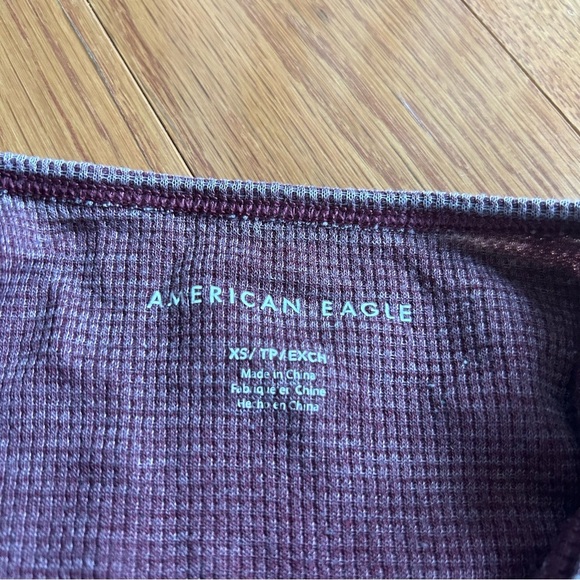 AMERICAN EAGLE
XS/TP/EXCH
Made in China
Fabriqué en Chine
Hecho en China